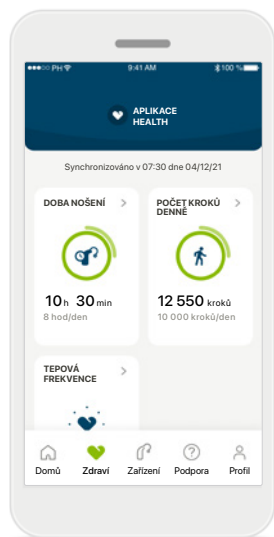 PH 9:41 AM 100 %
APLIKACE
HEALTH
Synchronizováno v 07:30 dne 04/12/21
DOBA NOŠENÍ >
10 h 30 min
8 hod/den
POČET KROKŮ >
DENNĚ
12 550 kroků
10 000 kroků/den
TEPOVÁ >
FREKVENCE
Domů Zdraví Zařízení Podpora Profil